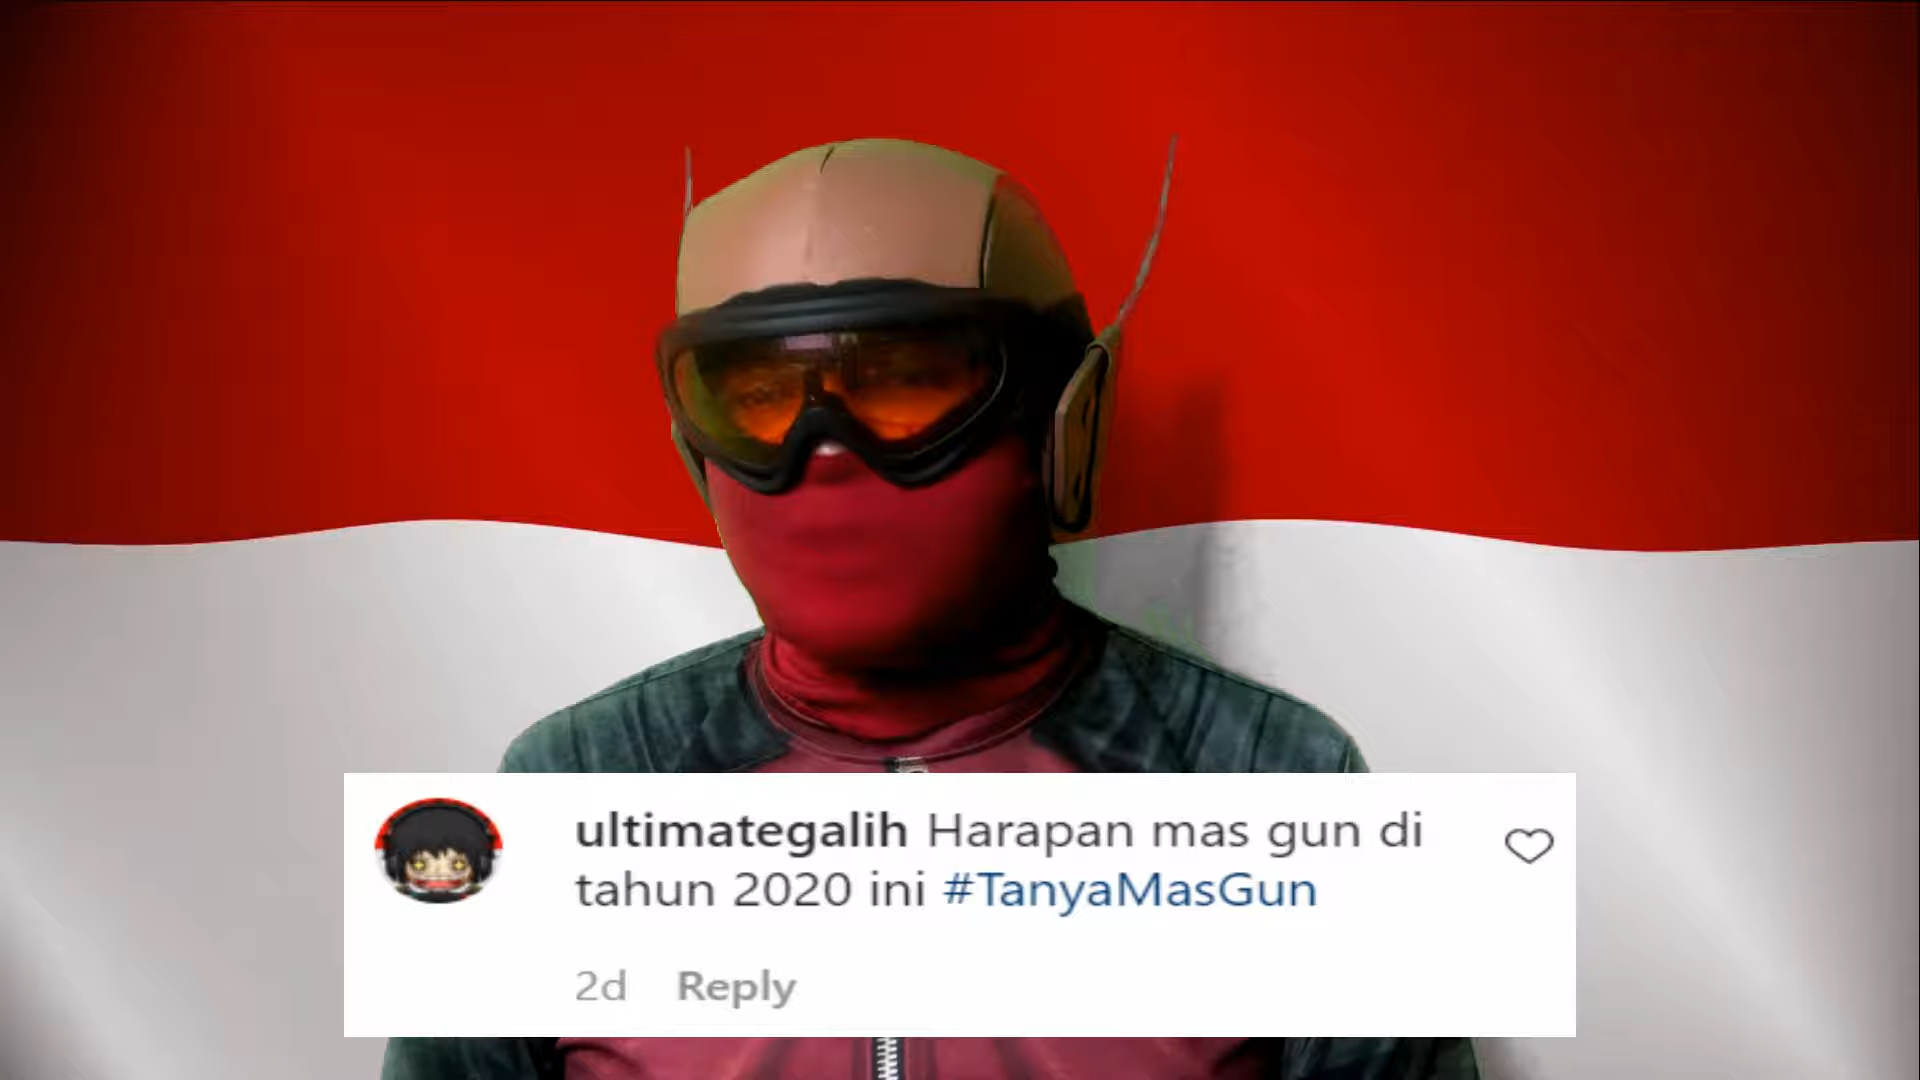 ultimategalih Harapan mas gun di
tahun 2020 ini #TanyaMasGun
2d Reply